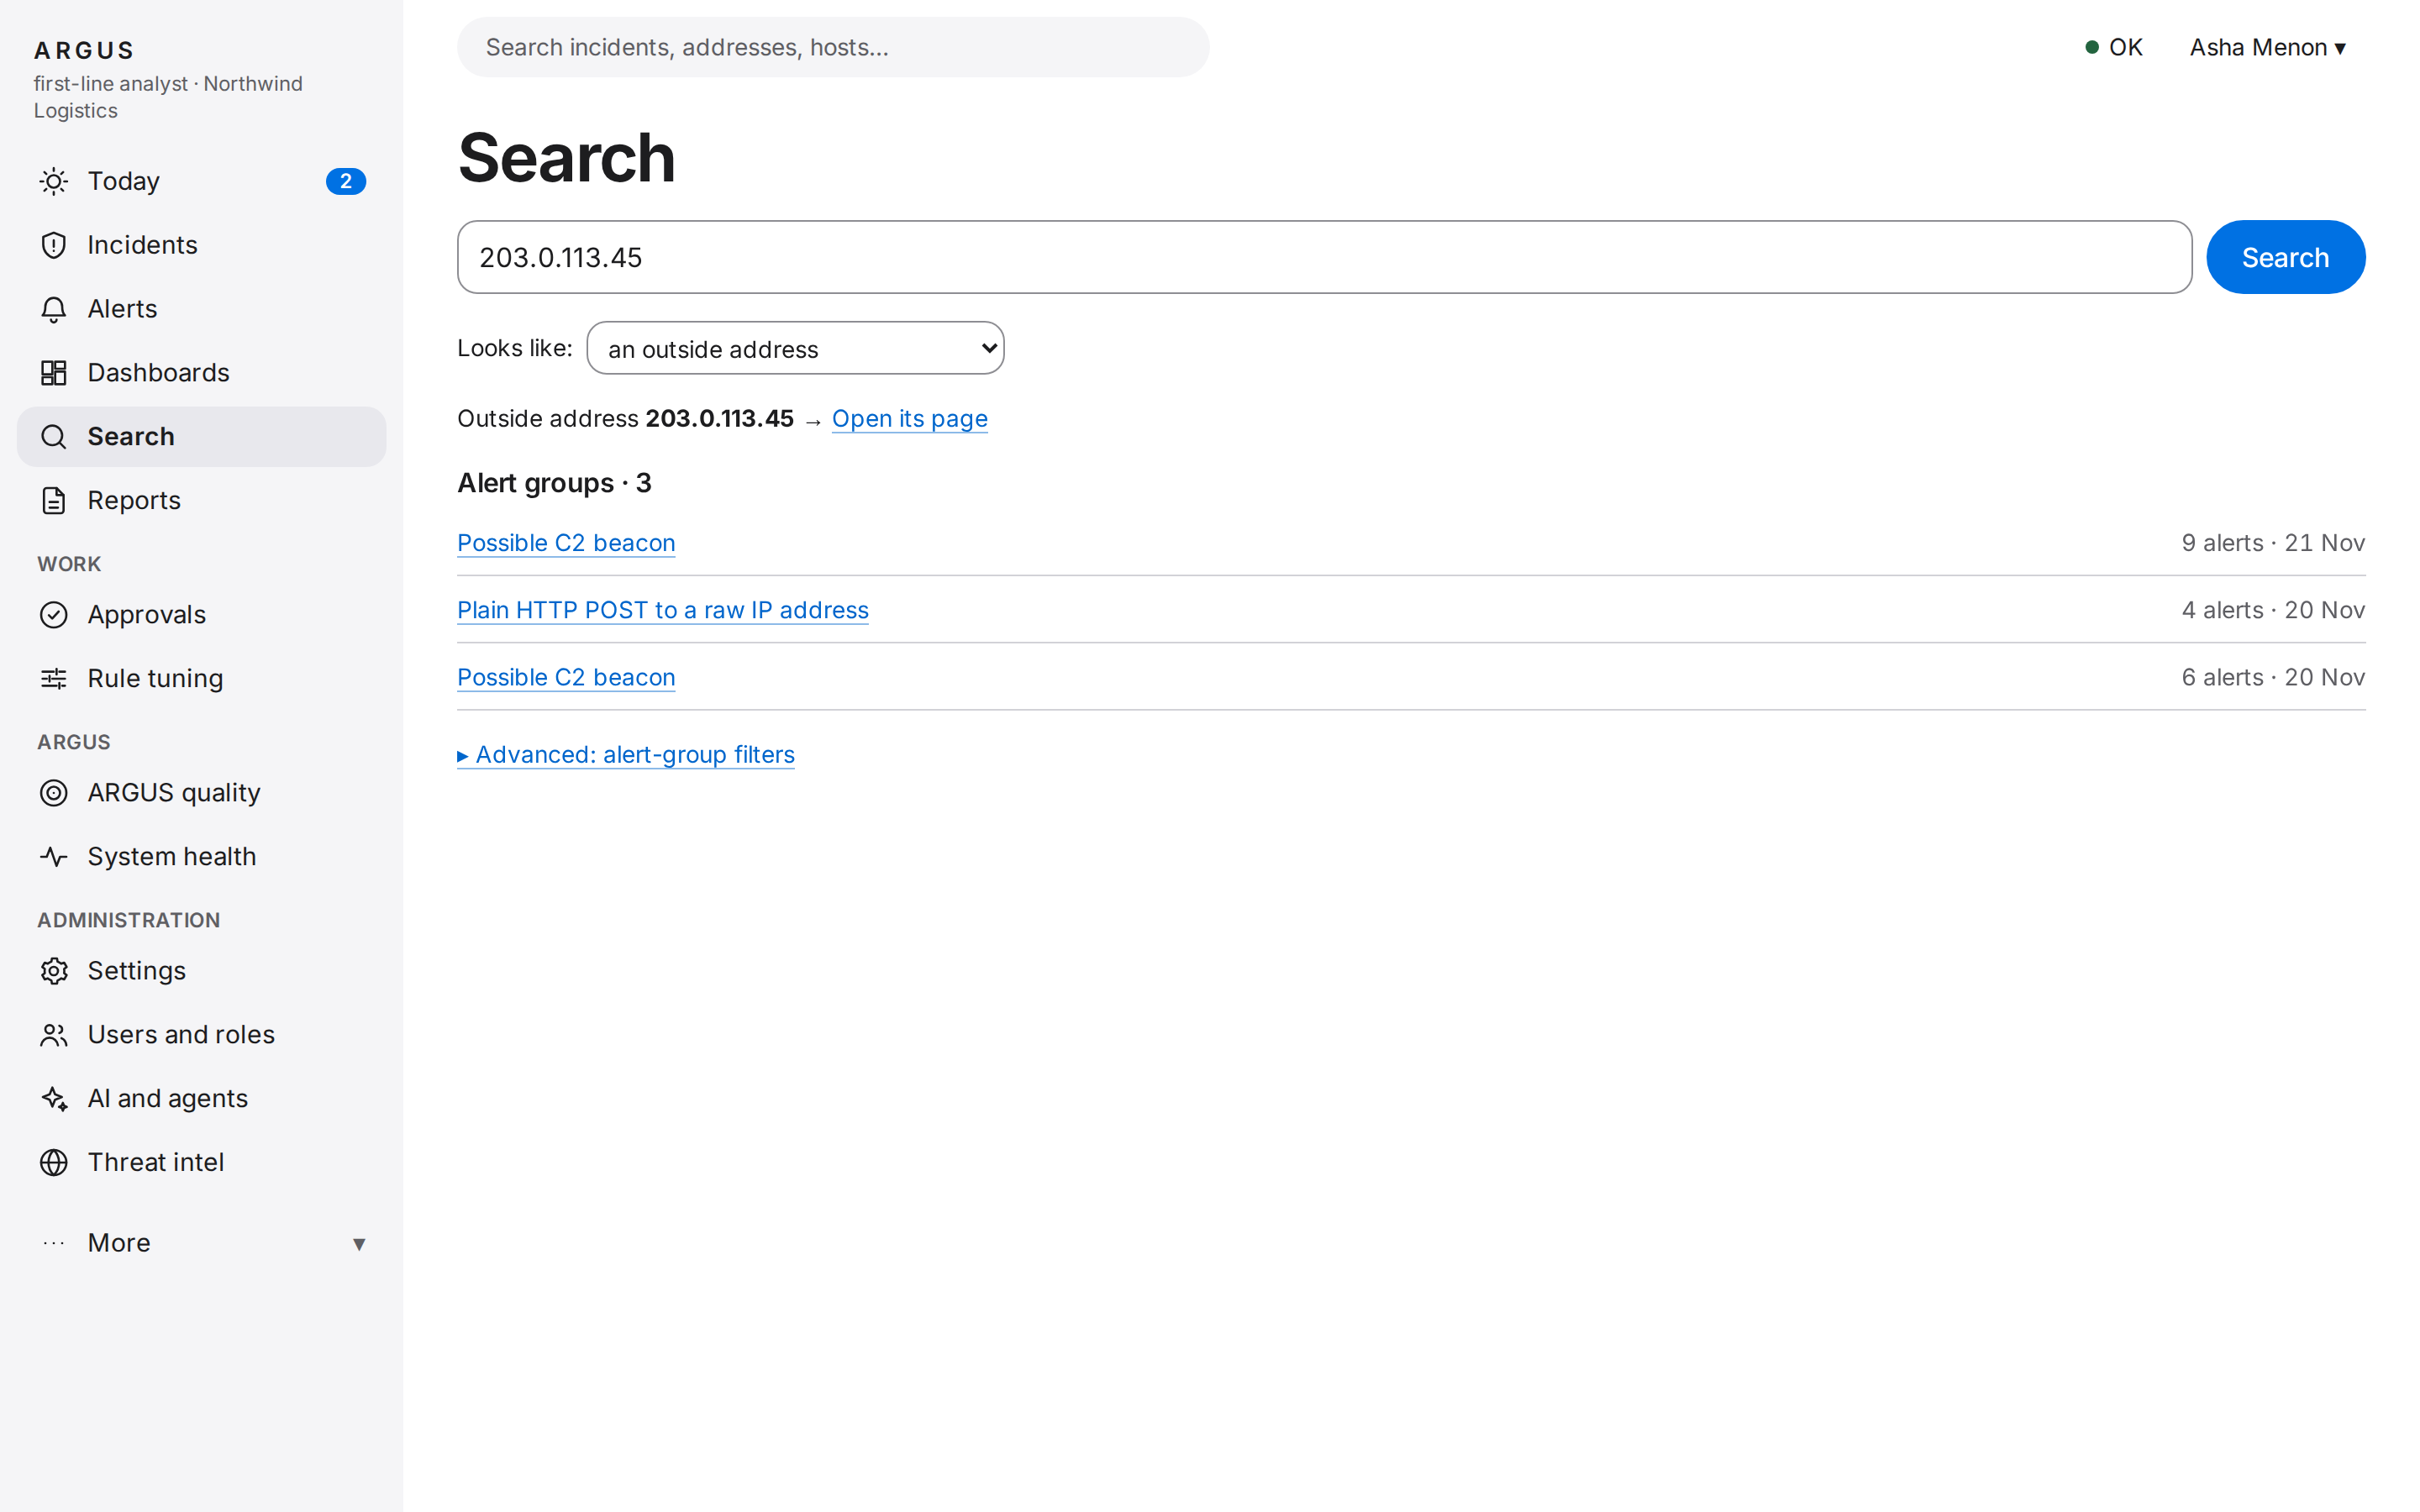 ARGUS
first-line analyst · Northwind
Logistics
Today 2
Incidents
Alerts
Dashboards
Search
Reports
WORK
Approvals
Rule tuning
ARGUS
ARGUS quality
System health
ADMINISTRATION
Settings
Users and roles
AI and agents
Threat intel
··· More ▾
Search incidents, addresses, hosts...
OK Asha Menon ▾
Search
203.0.113.45 Search
Looks like: an outside address
Outside address 203.0.113.45 → Open its page
Alert groups · 3
Possible C2 beacon 9 alerts · 21 Nov
Plain HTTP POST to a raw IP address 4 alerts · 20 Nov
Possible C2 beacon 6 alerts · 20 Nov
▸ Advanced: alert-group filters